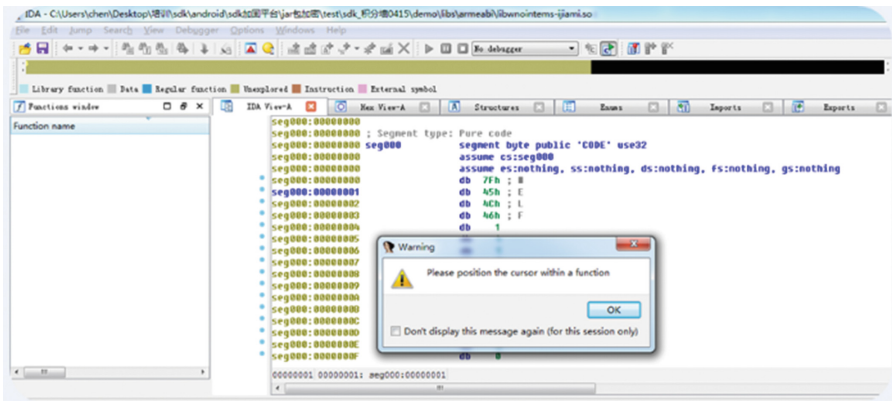 IDA - C:\Users\chen\Desktop\培训\sdk\android\sdk加固平台\jar包加密\test\sdk_积分墙0415\demo\libs\armeabi\libwnointems-ijiami.so
File Edit Jump Search View Debugger Options Windows Help
No debugger
Library function Data Regular function Unexplored Instruction External symbol
Functions window IDA View-A Hex View-A Structures Enums Imports Exports
Function name
seg000:00000000
seg000:00000000 ; Segment type: Pure code
seg000:00000000 seg000 segment byte public 'CODE' use32
seg000:00000000 assume cs:seg000
seg000:00000000 assume es:nothing, ss:nothing, ds:nothing, fs:nothing, gs:nothing
seg000:00000000 db 7Fh ;
seg000:00000001 db 45h ; E
seg000:00000002 db 4Ch ; L
seg000:00000003 db 46h ; F
seg000:00000004 db 1
seg000:00000005
seg000:00000006
seg000:00000007
seg000:00000008
seg000:00000009
seg000:0000000A
seg000:0000000B
seg000:0000000C
seg000:0000000D
seg000:0000000E
seg000:0000000F db 0
Warning
Please position the cursor within a function
OK
Don't display this message again (for this session only)
00000001 00000001: seg000:00000001